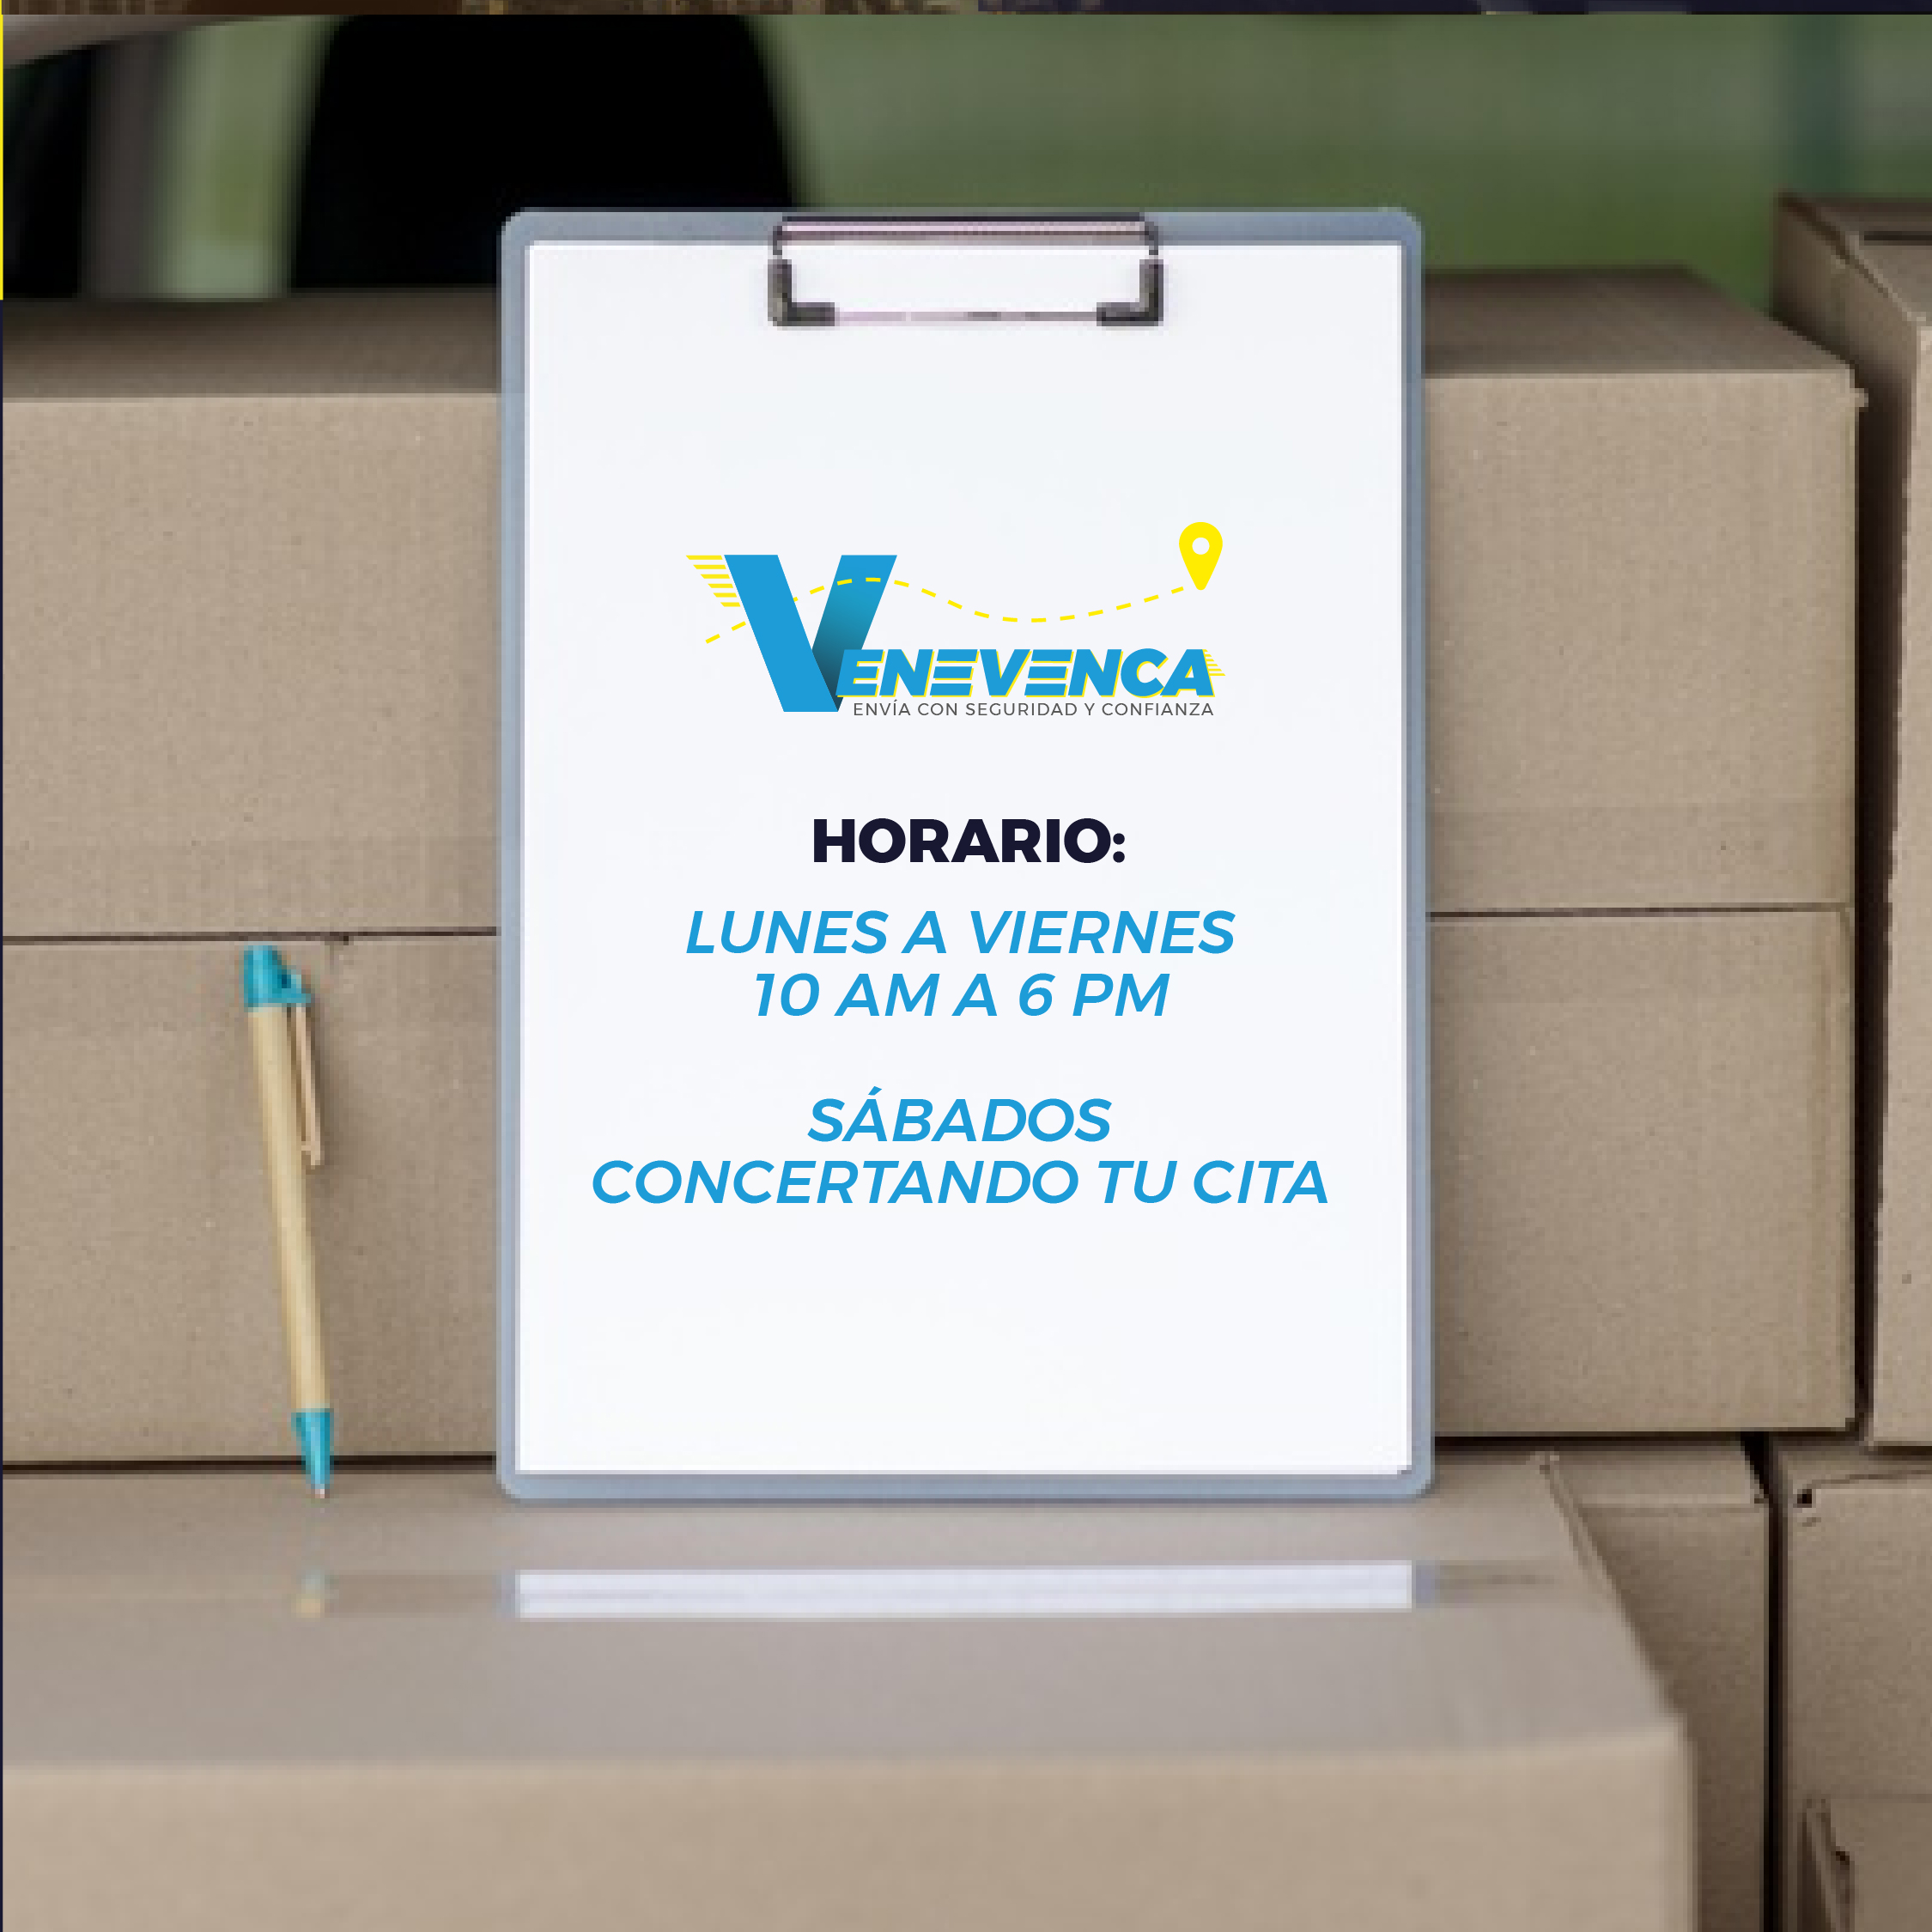 VENEVENCA
ENVÍA CON SEGURIDAD Y CONFIANZA
HORARIO:
LUNES A VIERNES
10 AM A 6 PM
SÁBADOS
CONCERTANDO TU CITA